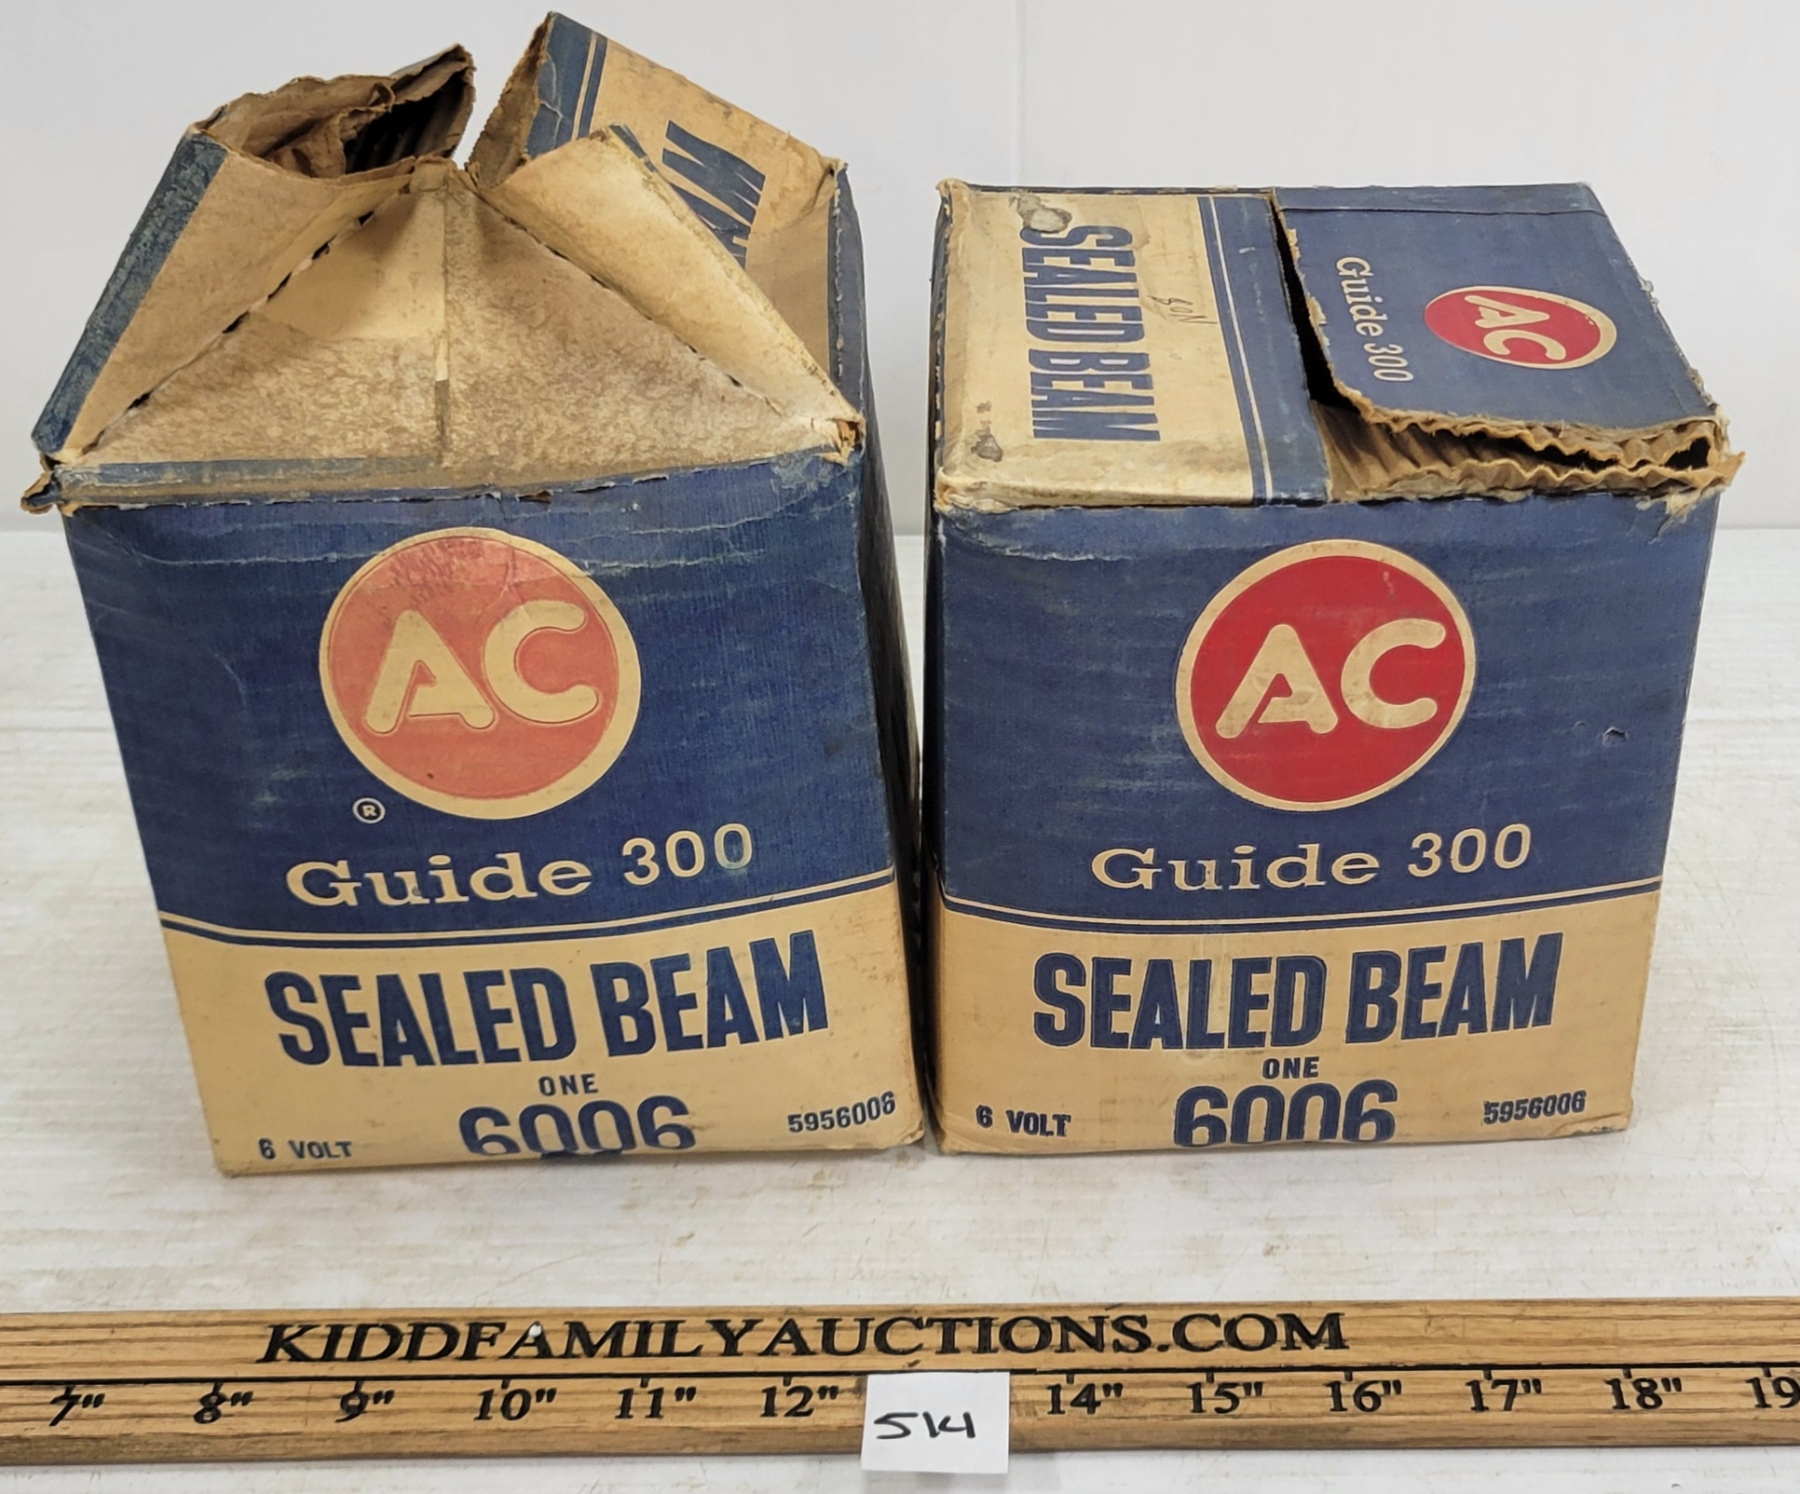 SEALED BEAM
Guide 300
AC
AC
®
Guide 300
SEALED BEAM
ONE
6006
6 VOLT
5956006
AC
Guide 300
SEALED BEAM
ONE
6006
6 VOLT
5956006
KIDDFAMILYAUCTIONS.COM
7" 8" 9" 10" 11" 12" 14" 15" 16" 17" 18" 19
514